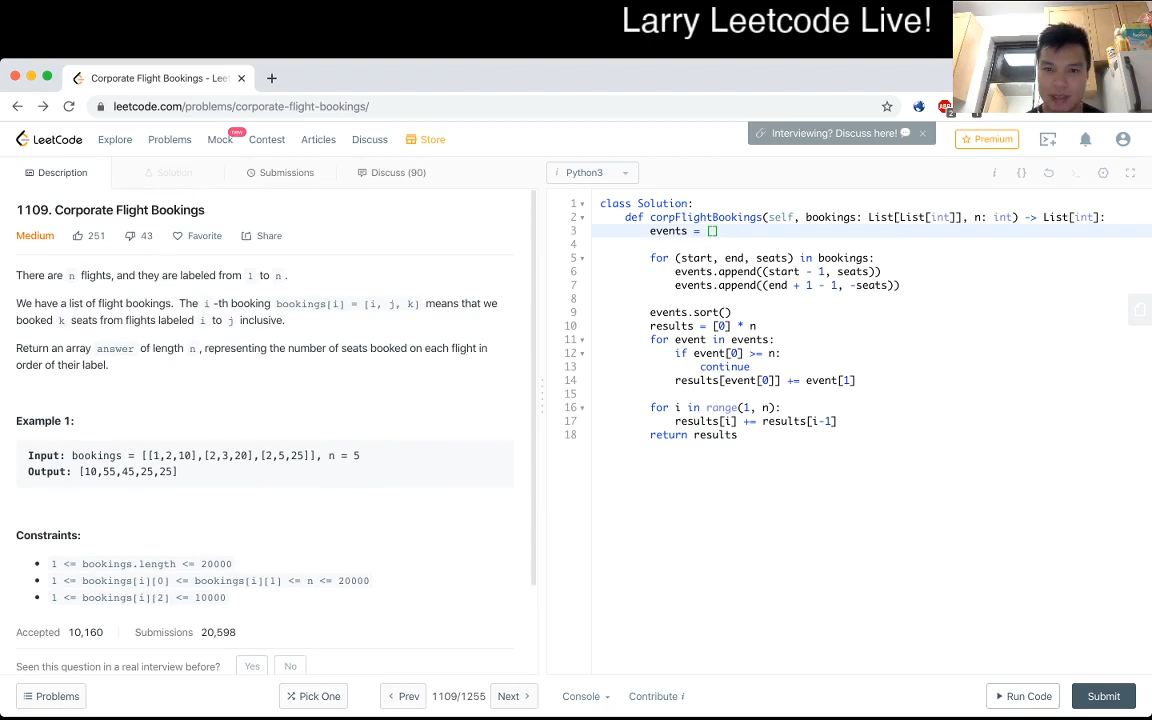 Larry Leetcode Live!
Corporate Flight Bookings - Leet
leetcode.com/problems/corporate-flight-bookings/
LeetCode Explore Problems Mock new Contest Articles Discuss Store Interviewing? Discuss here! Premium
Description Solution Submissions Discuss (90)
1109. Corporate Flight Bookings
Medium 251 43 Favorite Share
There are n flights, and they are labeled from 1 to n.
We have a list of flight bookings. The i-th booking bookings[i] = [i, j, k] means that we
booked k seats from flights labeled i to j inclusive.
Return an array answer of length n, representing the number of seats booked on each flight in
order of their label.
Example 1:
Input: bookings = [[1,2,10],[2,3,20],[2,5,25]], n = 5
Output: [10,55,45,25,25]
Constraints:
1 <= bookings.length <= 20000
1 <= bookings[i][0] <= bookings[i][1] <= n <= 20000
1 <= bookings[i][2] <= 10000
Accepted 10,160 Submissions 20,598
Seen this question in a real interview before? Yes No
Problems Pick One Prev 1109/1255 Next
i Python3
1 class Solution:
2 def corpFlightBookings(self, bookings: List[List[int]], n: int) -> List[int]:
3 events = []
4
5 for (start, end, seats) in bookings:
6 events.append((start - 1, seats))
7 events.append((end + 1 - 1, -seats))
8
9 events.sort()
10 results = [0] * n
11 for event in events:
12 if event[0] >= n:
13 continue
14 results[event[0]] += event[1]
15
16 for i in range(1, n):
17 results[i] += results[i-1]
18 return results
Console Contribute i Run Code Submit